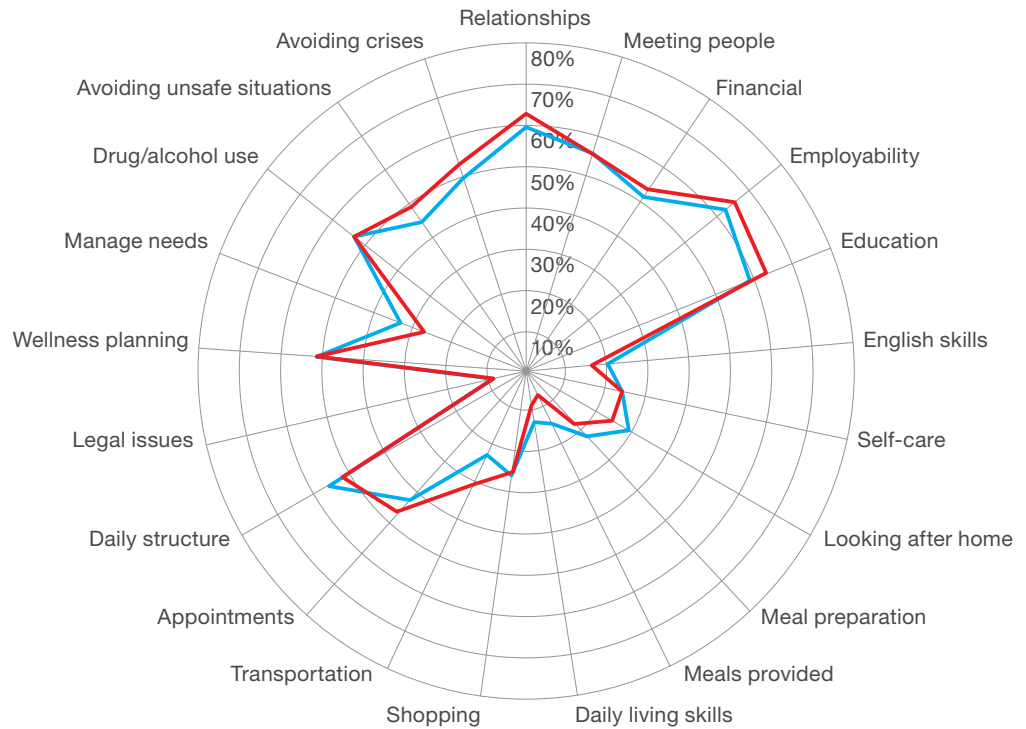 Relationships
Avoiding crises
Meeting people
80%
Avoiding unsafe situations
Financial
70%
Drug/alcohol use
60%
Employability
50%
Manage needs
40%
Education
30%
Wellness planning
20%
English skills
10%
Legal issues
Self-care
Daily structure
Looking after home
Appointments
Meal preparation
Transportation
Meals provided
Shopping
Daily living skills